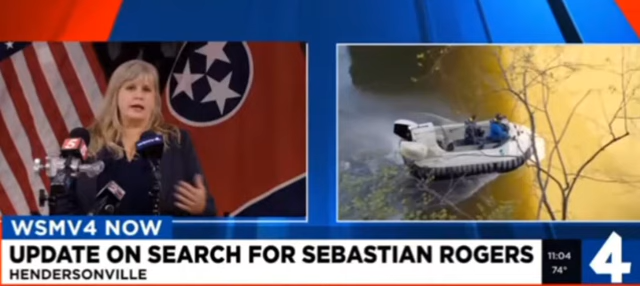 WSMV4 NOW
UPDATE ON SEARCH FOR SEBASTIAN ROGERS
HENDERSONVILLE
11:04
74°
4